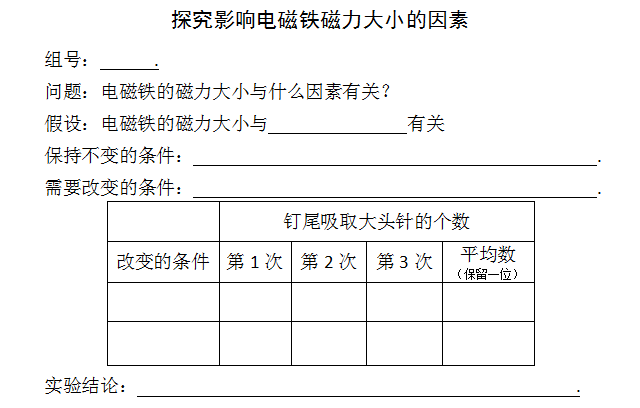 探究影响电磁铁磁力大小的因素
组号：______.
问题：电磁铁的磁力大小与什么因素有关？
假设：电磁铁的磁力大小与______________有关
保持不变的条件：________________________________________.
需要改变的条件：________________________________________.
钉尾吸取大头针的个数
改变的条件 第1次 第2次 第3次 平均数
（保留一位）
实验结论：____________________________________________.